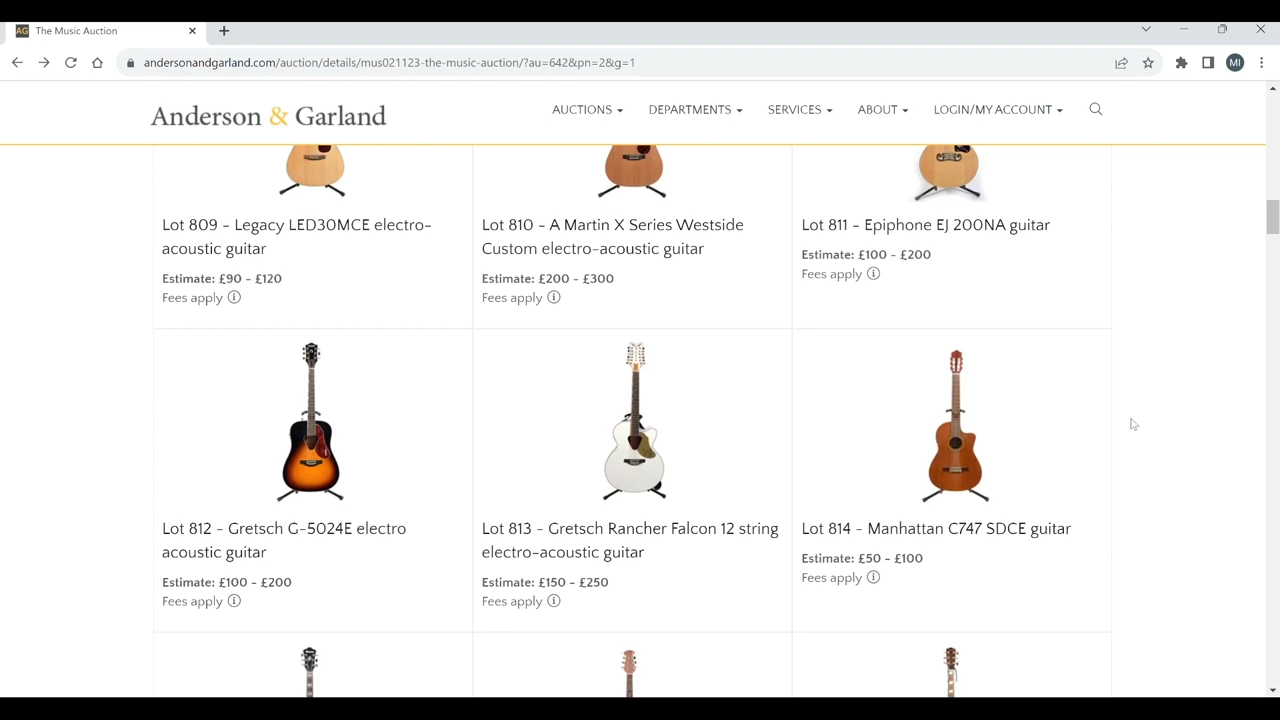 AG The Music Auction
andersonandgarland.com/auction/details/mus021123-the-music-auction/?au=642&pn=2&g=1
MI
Anderson & Garland
AUCTIONS
DEPARTMENTS
SERVICES
ABOUT
LOGIN/MY ACCOUNT
Lot 809 - Legacy LED30MCE electro-
acoustic guitar
Estimate: £90 - £120
Fees apply
Lot 810 - A Martin X Series Westside
Custom electro-acoustic guitar
Estimate: £200 - £300
Fees apply
Lot 811 - Epiphone EJ 200NA guitar
Estimate: £100 - £200
Fees apply
Lot 812 - Gretsch G-5024E electro
acoustic guitar
Estimate: £100 - £200
Fees apply
Lot 813 - Gretsch Rancher Falcon 12 string
electro-acoustic guitar
Estimate: £150 - £250
Fees apply
Lot 814 - Manhattan C747 SDCE guitar
Estimate: £50 - £100
Fees apply